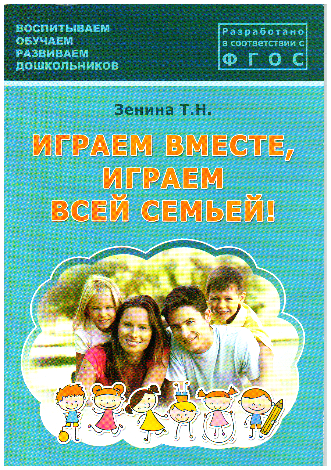 ВОСПИТЫВАЕМ
ОБУЧАЕМ
РАЗВИВАЕМ
ДОШКОЛЬНИКОВ
Разработано
в соответствии с
ФГОС
Зенина Т.Н.
ИГРАЕМ ВМЕСТЕ,
ИГРАЕМ
ВСЕЙ СЕМЬЕЙ!